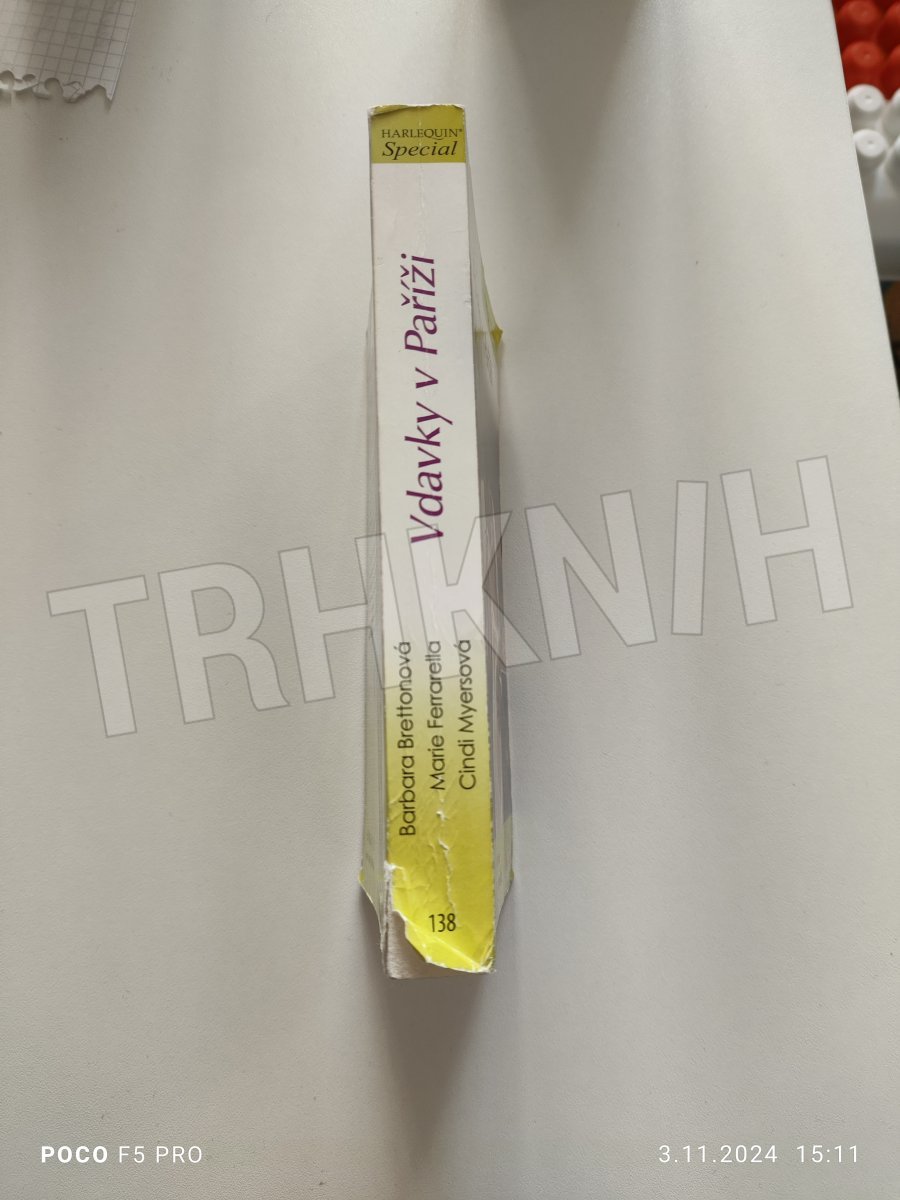 HARLEQUIN®
Special
Vdavky v Paříži
Barbara Brettonová
Marie Ferrarella
Cindi Myersová
138
TRHKNIH
POCO F5 PRO
3.11.2024 15:11